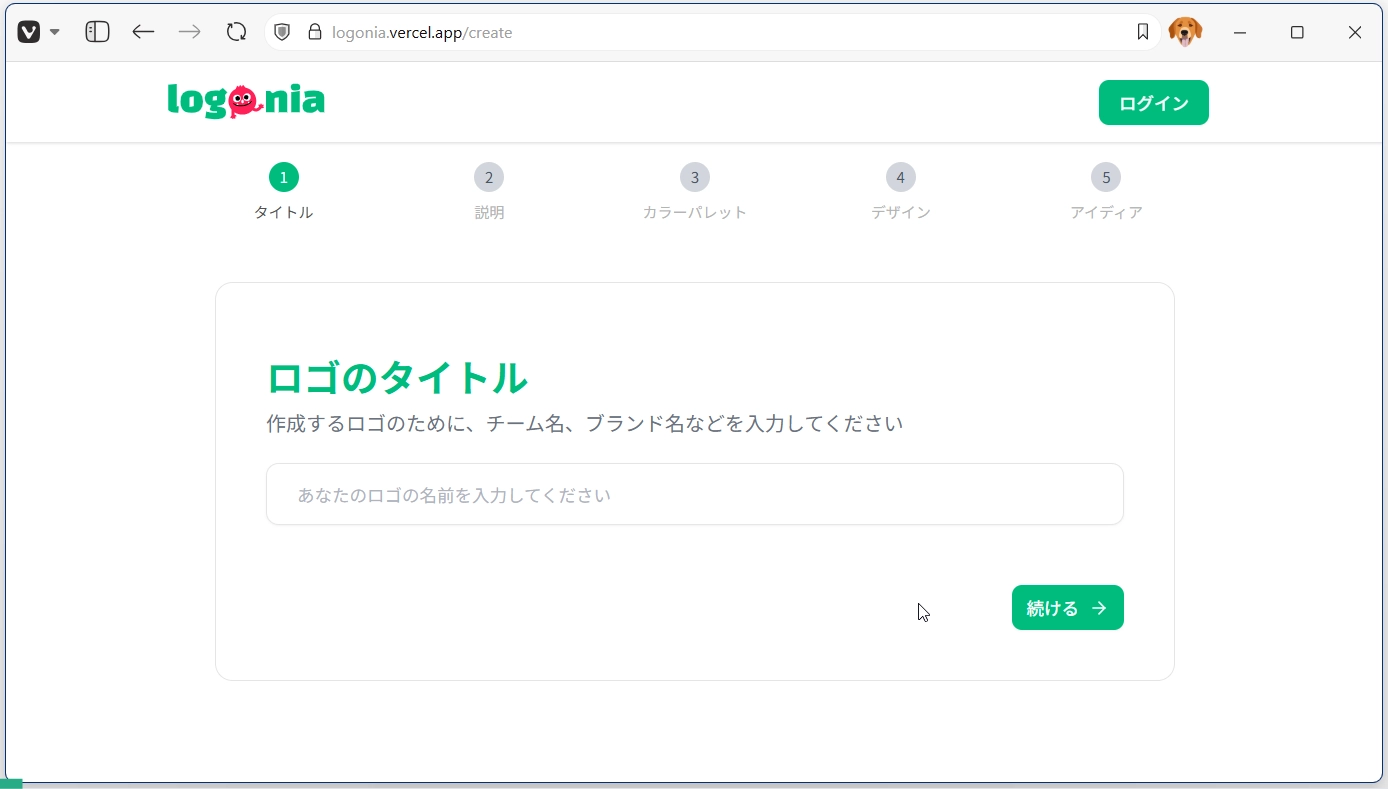 logonia.vercel.app/create
logonia
ログイン
1
2
3
4
5
タイトル
説明
カラーパレット
デザイン
アイディア
ロゴのタイトル
作成するロゴのために、チーム名、ブランド名などを入力してください
あなたのロゴの名前を入力してください
続ける →